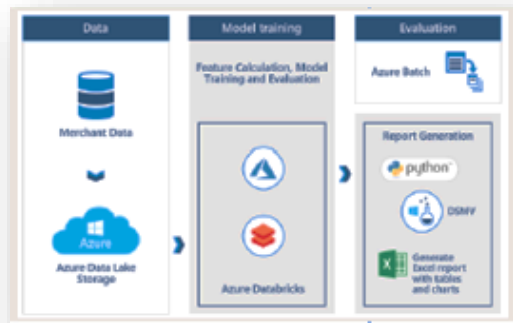 Data
Merchant Data
Azure
Azure Data Lake
Storage
Model training
Feature Calculation, Model
Training and Evaluation
Azure Databricks
Evaluation
Azure Batch
Report Generation
python
DSMV
Generate
Excel report
with tables
and charts